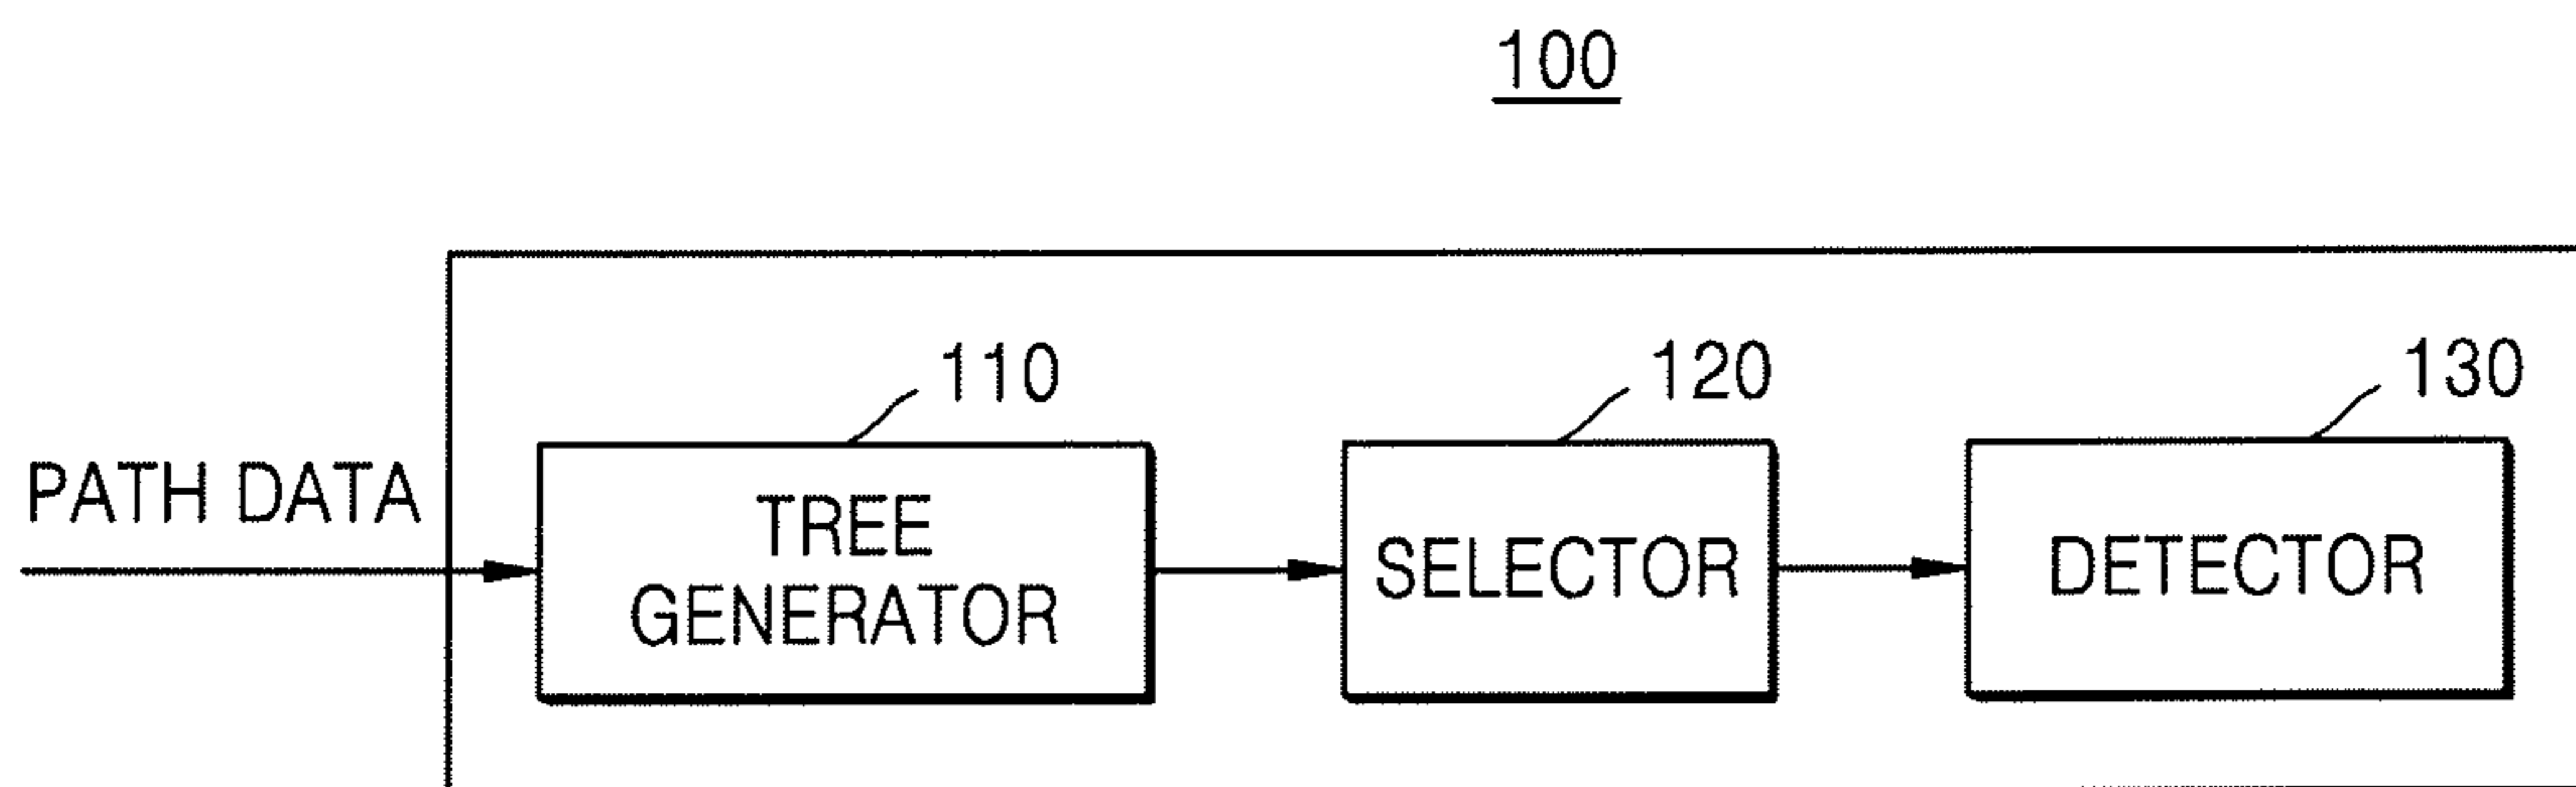 100
110
120
130
PATH DATA
TREE
GENERATOR
SELECTOR
DETECTOR